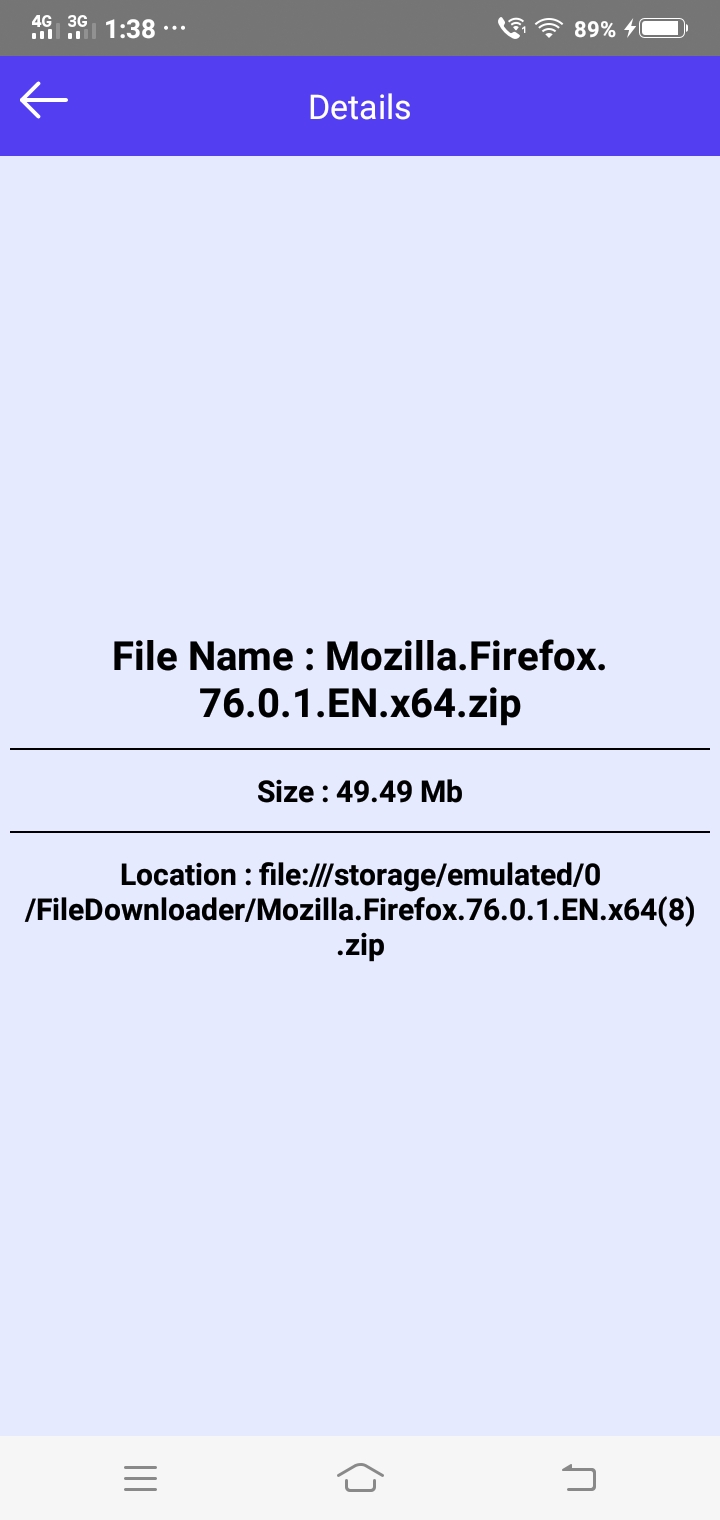 4G 3G 1:38 ··· 1 89%
Details
File Name : Mozilla.Firefox.
76.0.1.EN.x64.zip
Size : 49.49 Mb
Location : file:///storage/emulated/0
/FileDownloader/Mozilla.Firefox.76.0.1.EN.x64(8)
.zip